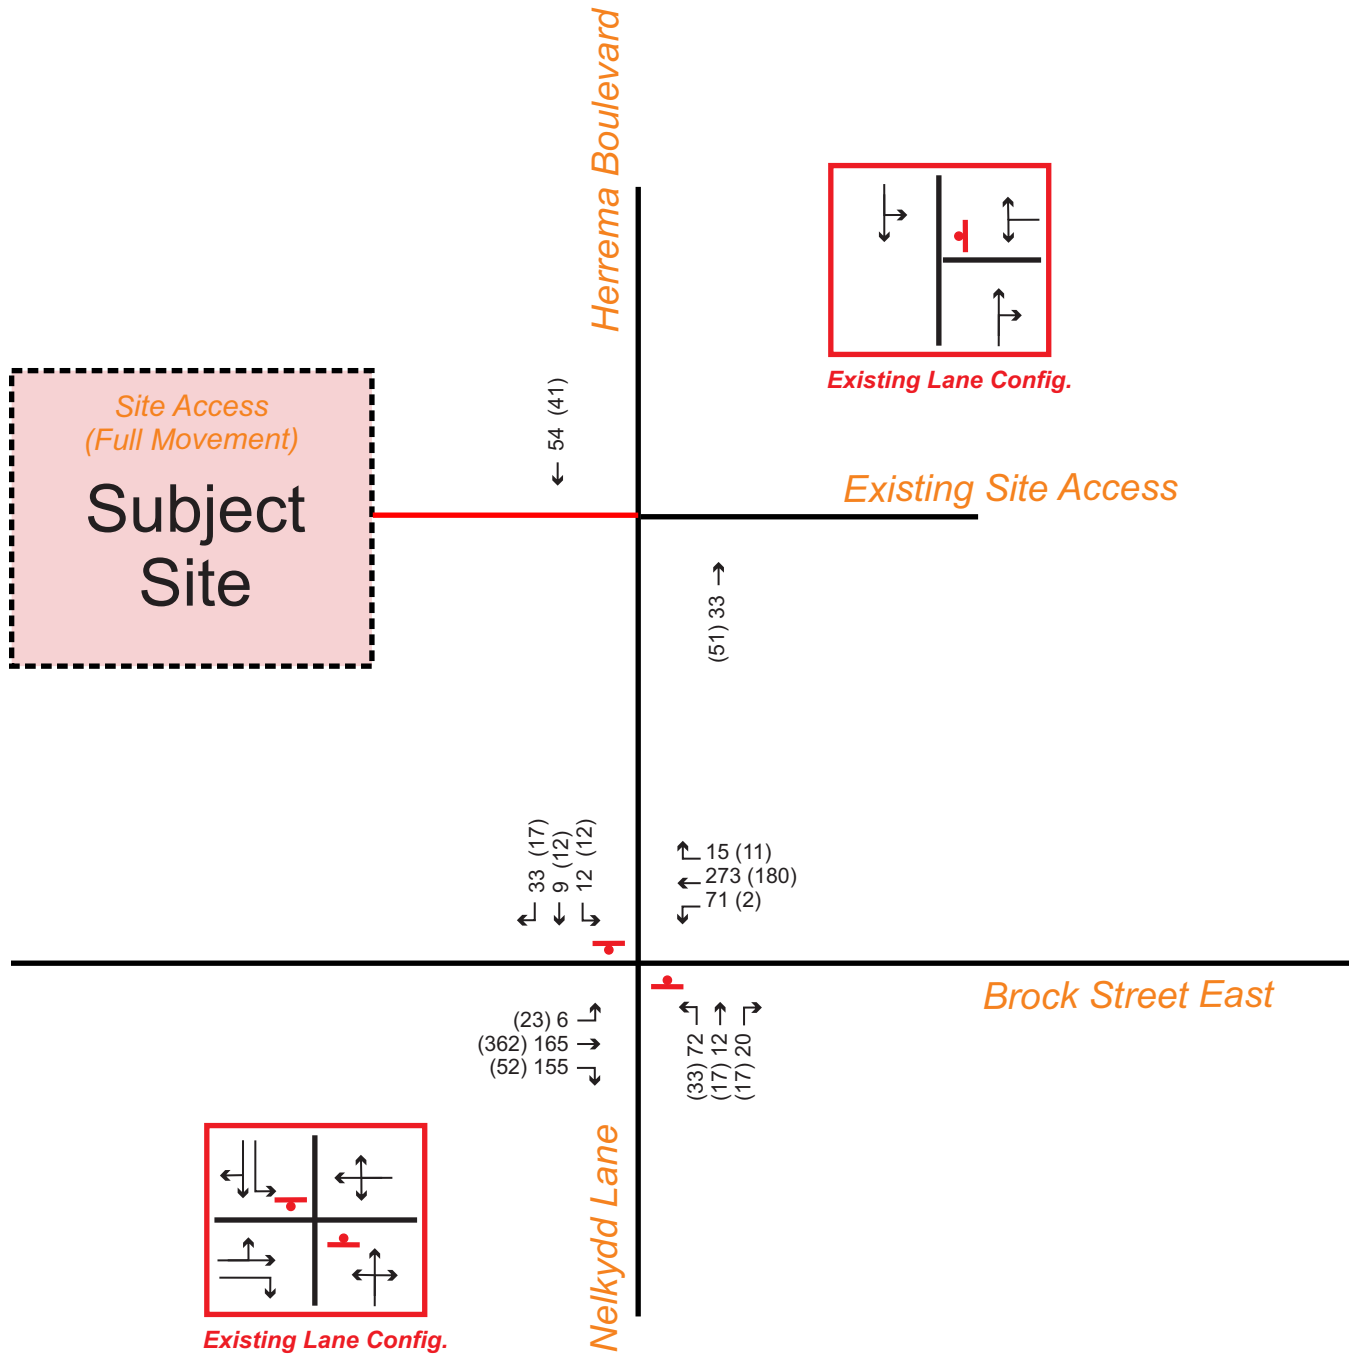 Herrema Boulevard
Existing Lane Config.
Site Access
(Full Movement)
Subject
Site
54 (41)
Existing Site Access
(51) 33
33 (17)
9 (12)
12 (12)
15 (11)
273 (180)
71 (2)
Brock Street East
(23) 6
(362) 165
(52) 155
(33) 72
(17) 12
(17) 20
Nelkydd Lane
Existing Lane Config.